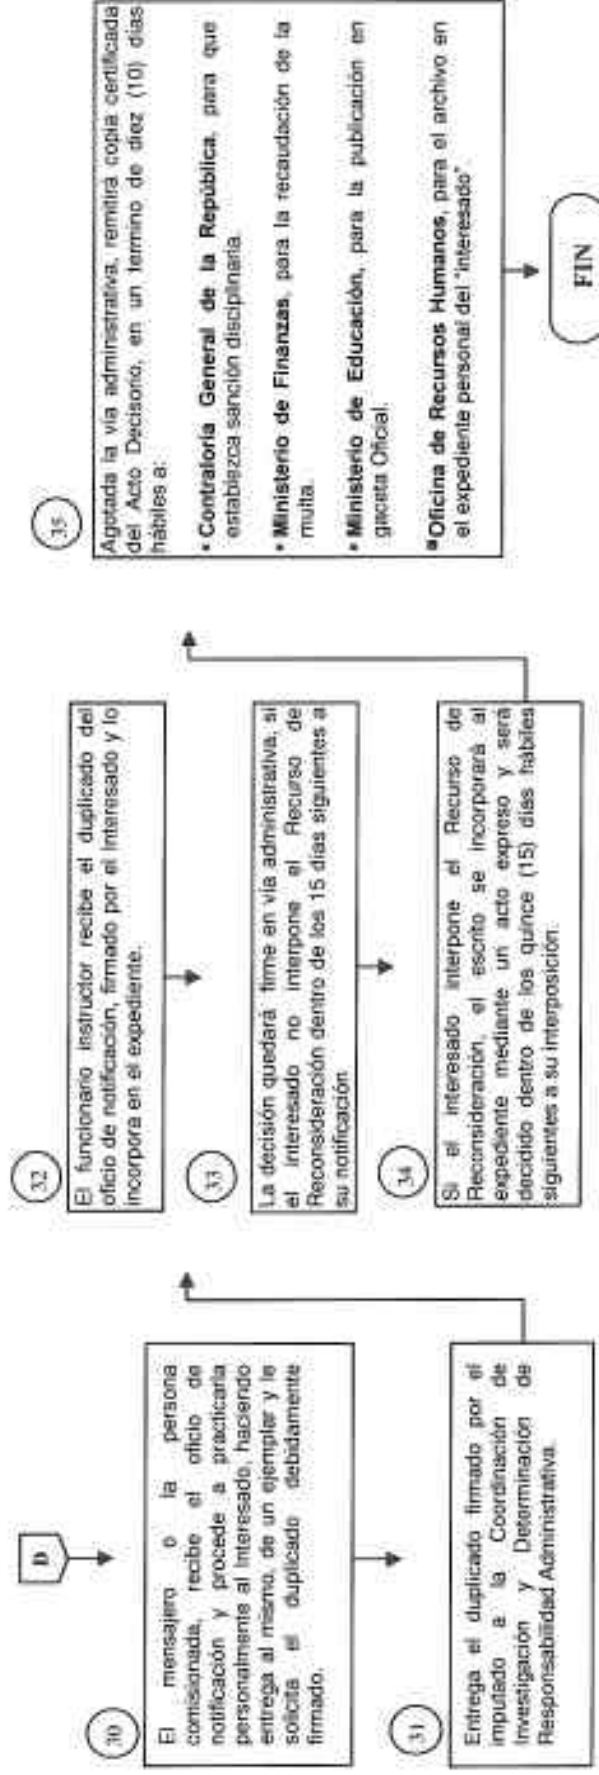 D
30
El mensajero o la persona
comisionada, recibe el oficio de
notificación y procede a practicarla
personalmente al Interesado, haciendo
entrega al mismo, de un ejemplar y le
solicita el duplicado debidamente
firmado.
31
Entrega el duplicado firmado por el
imputado a la Coordinación de
Investigación y Determinación de
Responsabilidad Administrativa.
32
El funcionario instructor recibe el duplicado del
oficio de notificación, firmado por el Interesado y lo
incorpora en el expediente.
33
La decisión quedará firme en vía administrativa, si
el interesado no interpone el Recurso de
Reconsideración dentro de los 15 días siguientes a
su notificación
34
Si el interesado interpone el Recurso de
Reconsideración, el escrito se incorporará al
expediente mediante un acto expreso y será
decidido dentro de los quince (15) días hábiles
siguientes a su interposición.
35
Agotada la vía administrativa, remitirá copia certificada
del Acto Decisorio, en un termino de diez (10) días
hábiles a:
• Contraloría General de la República, para que
establezca sanción disciplinaria.
• Ministerio de Finanzas, para la recaudación de la
multa.
• Ministerio de Educación, para la publicación en
gaceta Oficial.
•Oficina de Recursos Humanos, para el archivo en
el expediente personal del "interesado".
FIN